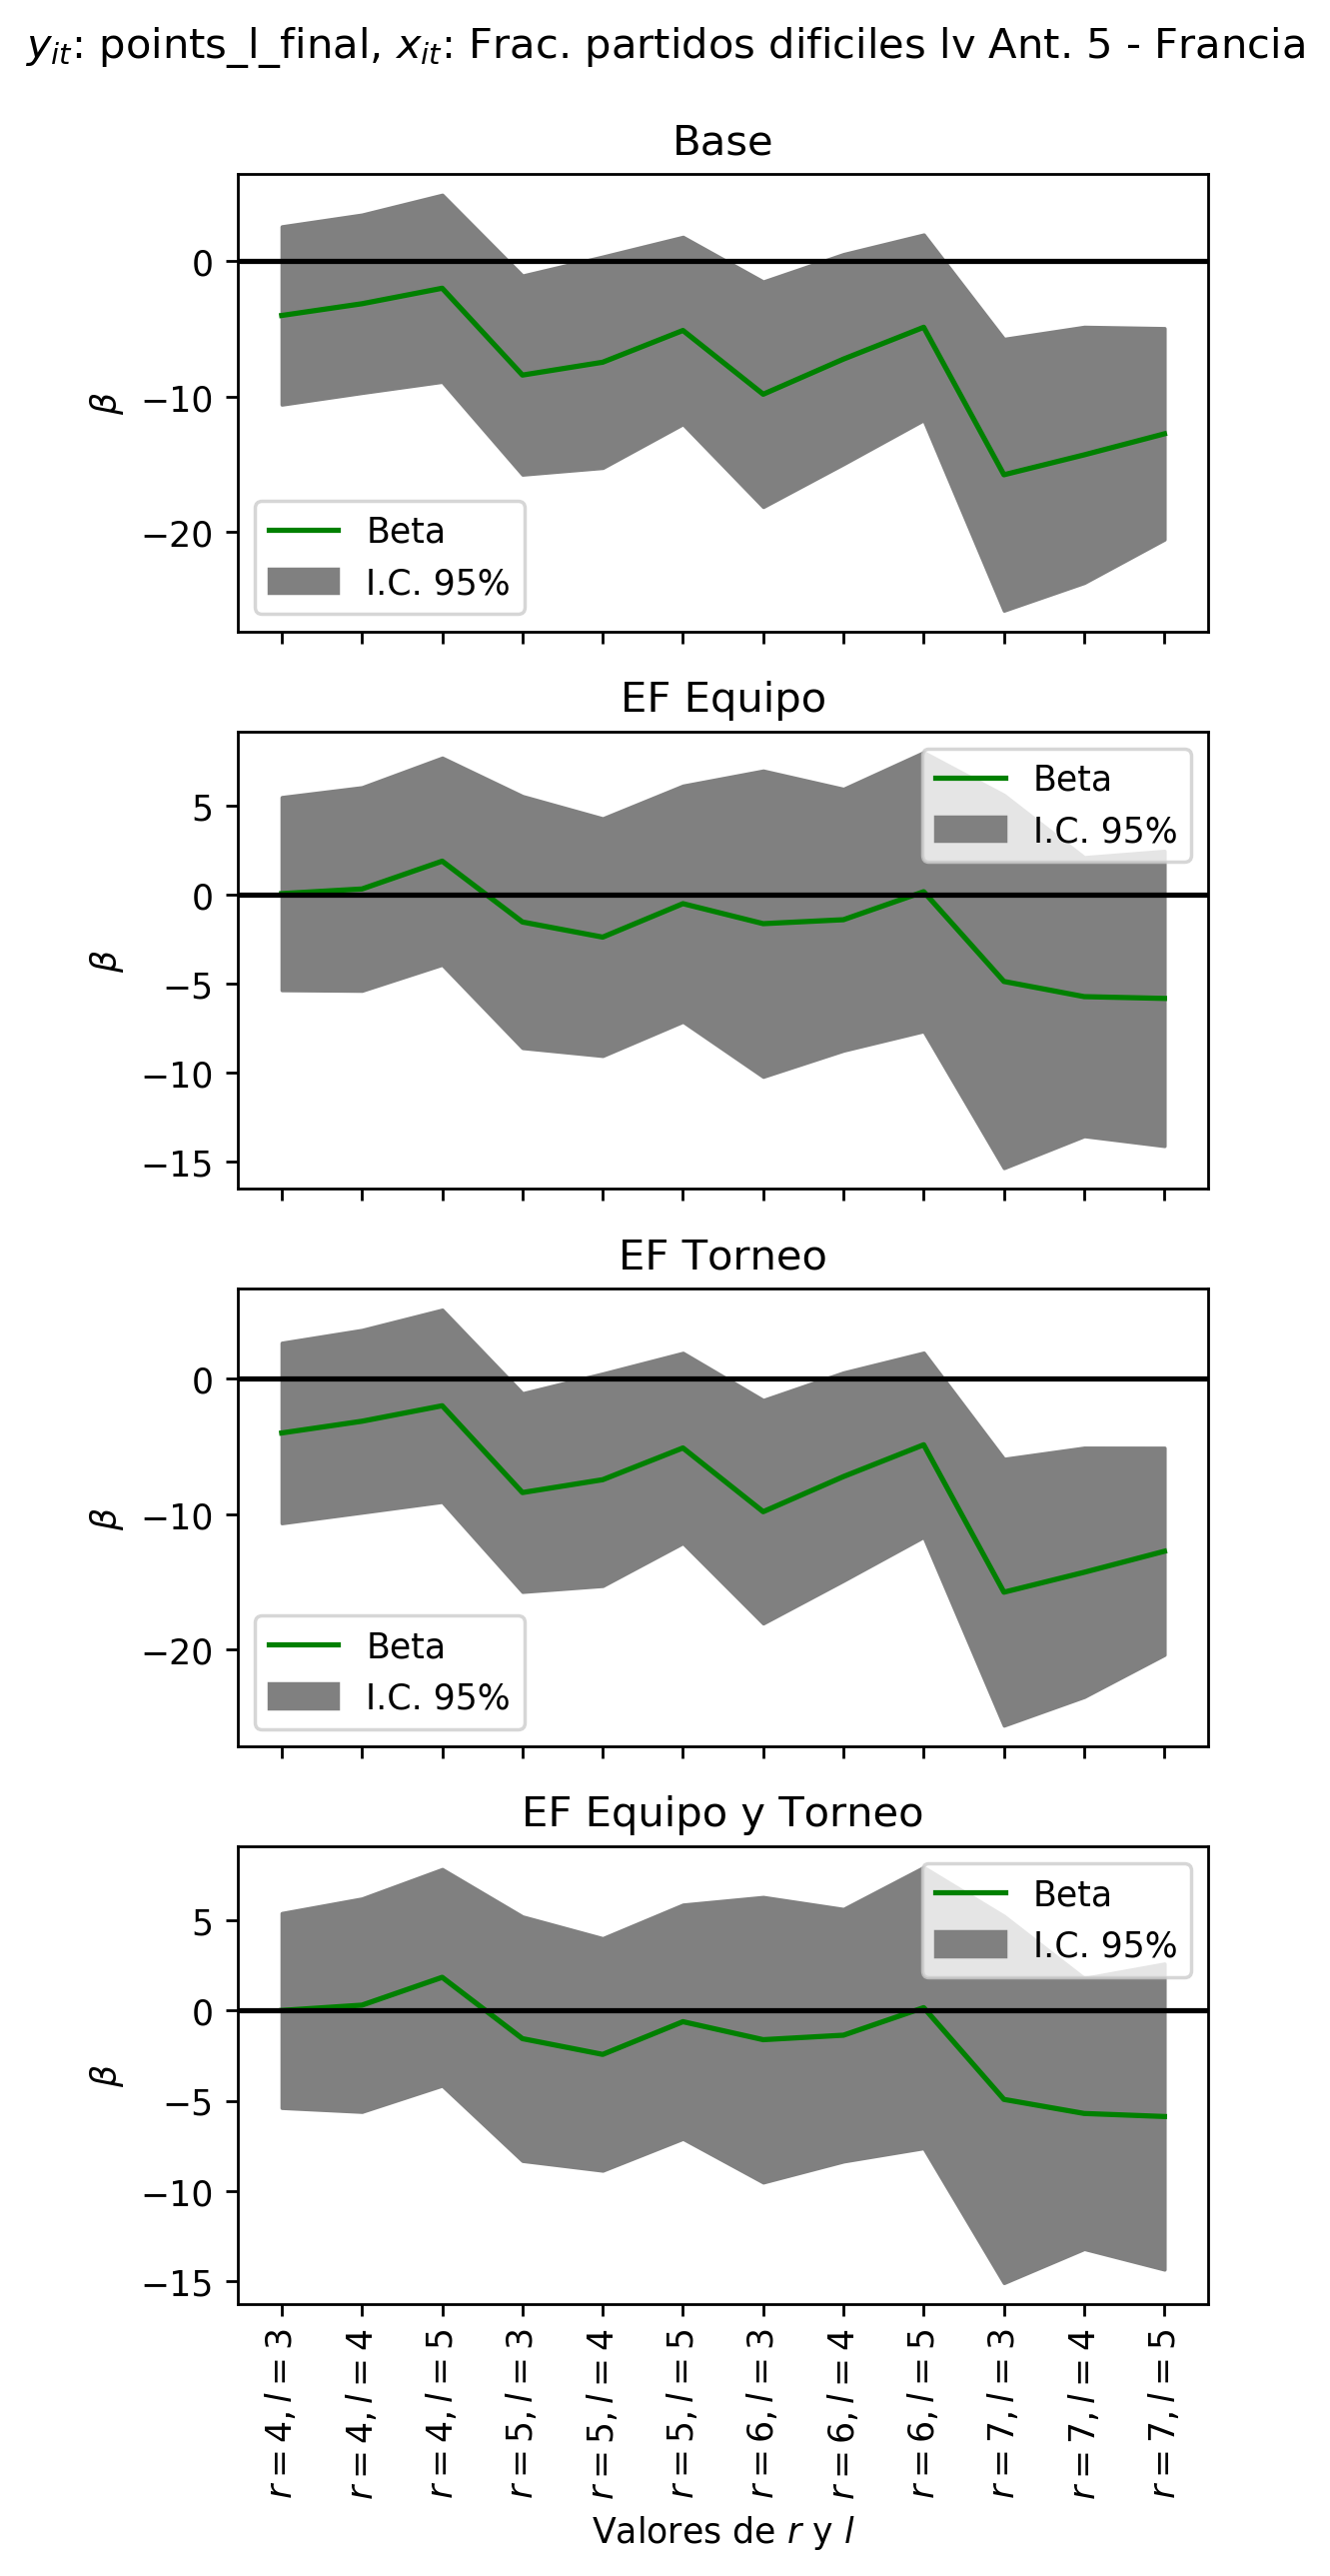 y_it: points_l_final, x_it: Frac. partidos dificiles lv Ant. 5 - Francia
Base
0
−10
−20
β
Beta
I.C. 95%
EF Equipo
5
0
−5
−10
−15
β
Beta
I.C. 95%
EF Torneo
0
−10
−20
β
Beta
I.C. 95%
EF Equipo y Torneo
5
0
−5
−10
−15
β
Beta
I.C. 95%
r = 4, l = 3
r = 4, l = 4
r = 4, l = 5
r = 5, l = 3
r = 5, l = 4
r = 5, l = 5
r = 6, l = 3
r = 6, l = 4
r = 6, l = 5
r = 7, l = 3
r = 7, l = 4
r = 7, l = 5
Valores de r y l